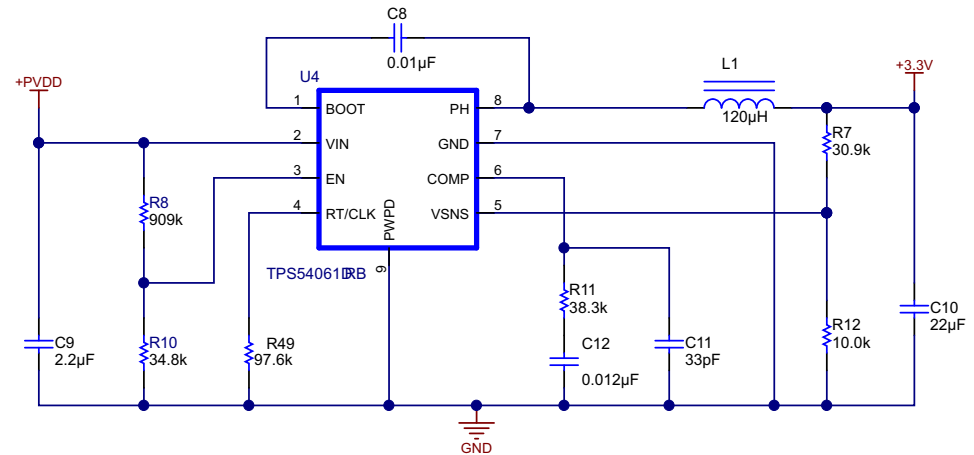 C8
0.01µF
+PVDD
U4
+3.3V
L1
120µH
1
BOOT
PH
8
2
VIN
GND
7
3
EN
COMP
6
4
RT/CLK
VSNS
5
PWPD
9
TPS54061DRB
R8
909k
R7
30.9k
R10
34.8k
R49
97.6k
C9
2.2µF
R11
38.3k
C12
0.012µF
C11
33pF
R12
10.0k
C10
22µF
GND